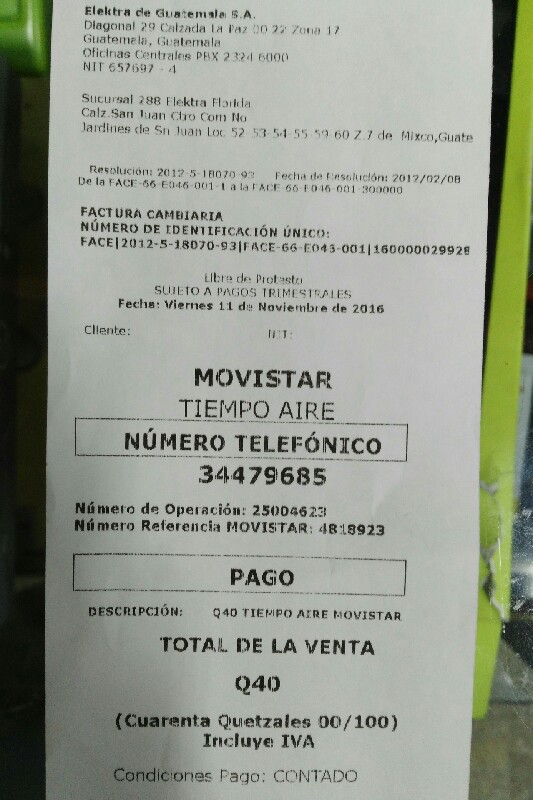 Elektra de Guatemala S.A.
Diagonal 29 Calzada La Paz 00 22 Zona 17
Guatemala, Guatemala
Oficinas Centrales PBX 2324 6000
NIT 657697 - 4
Sucursal 288 Elektra Florida
Calz.San Juan Ctro Com No
Jardines de Sn Juan Loc 52-53-54-55-59-60 Z.7 de Mixco,Guate
Resolución: 2012-5-18070-93 Fecha de Resolución: 2012/02/08
De la FACE-66-E046-001-1 a la FACE-66-E046-001-300000
FACTURA CAMBIARIA
NÚMERO DE IDENTIFICACIÓN ÚNICO:
FACE|2012-5-18070-93|FACE-66-E043-001|160000029928
Libre de Protesto
SUJETO A PAGOS TRIMESTRALES
Fecha: Viernes 11 de Noviembre de 2016
Cliente: NIT:
MOVISTAR
TIEMPO AIRE
NÚMERO TELEFÓNICO
34479685
Número de Operación: 25004623
Número Referencia MOVISTAR: 4818923
PAGO
DESCRIPCIÓN: Q40 TIEMPO AIRE MOVISTAR
TOTAL DE LA VENTA
Q40
(Cuarenta Quetzales 00/100)
Incluye IVA
Condiciones Pago: CONTADO